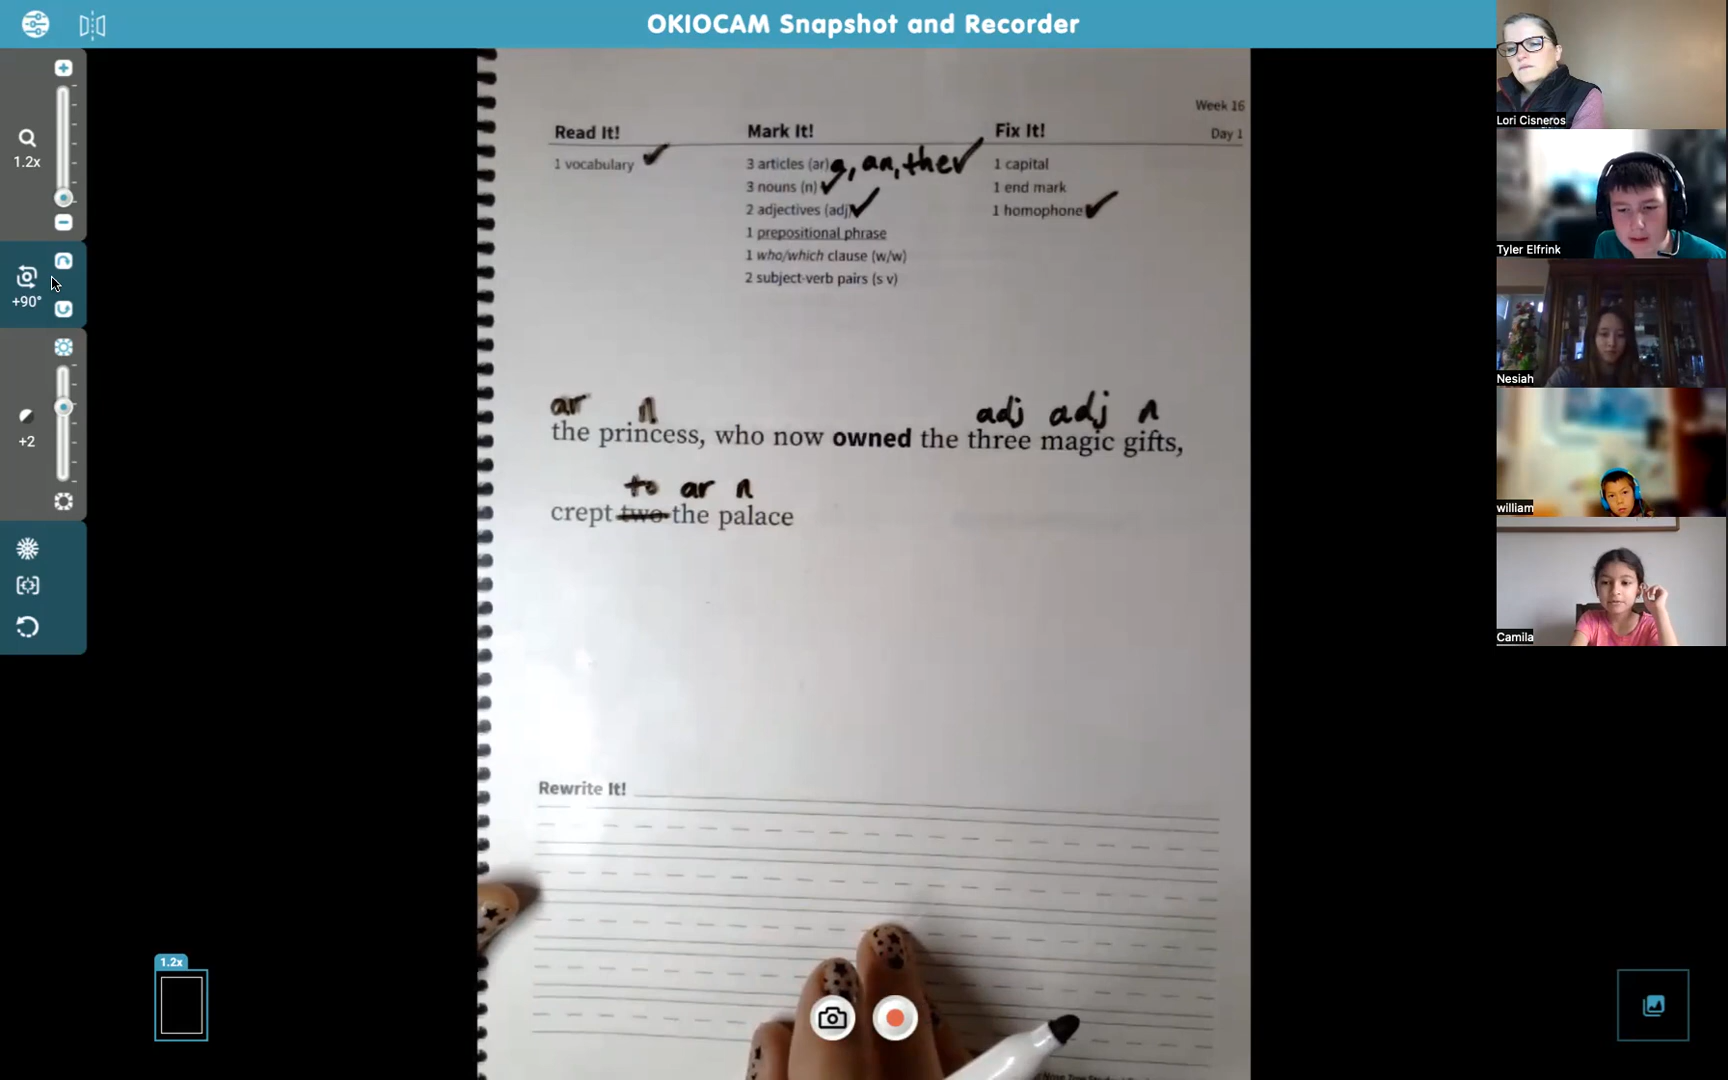 OKIOCAM Snapshot and Recorder
1.2x
+90°
+2
Week 16
Day 1
Read It!
1 vocabulary ✓
Mark It!
3 articles (ar) a, an, the ✓
3 nouns (n) ✓
2 adjectives (adj) ✓
1 prepositional phrase
1 who/which clause (w/w)
2 subject-verb pairs (s v)
Fix It!
1 capital
1 end mark
1 homophone ✓
ar n adj adj n
the princess, who now owned the three magic gifts,
to ar n
crept two the palace
Rewrite It!
1.2x
Lori Cisneros
Tyler Elfrink
Nesiah
william
Camila